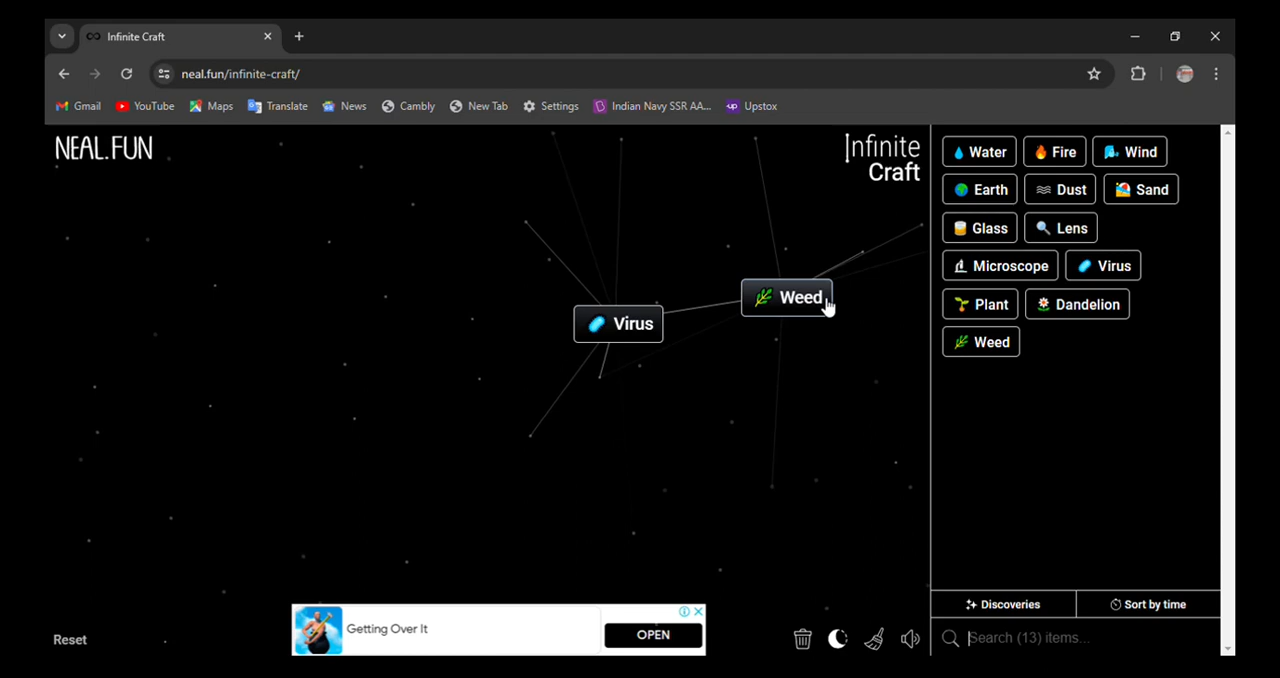 Infinite Craft
neal.fun/infinite-craft/
Gmail YouTube Maps Translate News Cambly New Tab Settings Indian Navy SSR AA... Upstox
NEAL.FUN
Infinite
Craft
Water Fire Wind
Earth Dust Sand
Glass Lens
Microscope Virus
Plant Dandelion
Weed
Weed
Virus
Discoveries Sort by time
Search (13) items...
Getting Over It
OPEN
Reset